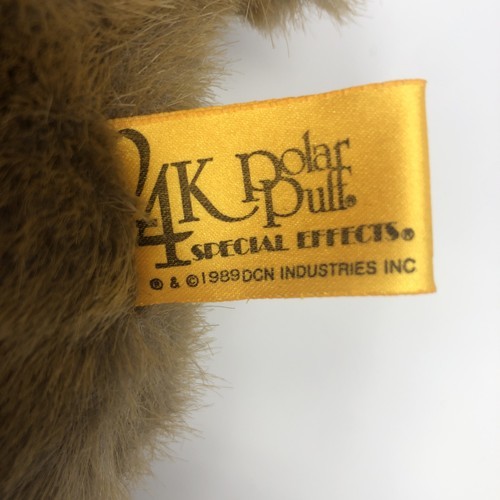 24K Polar
Puff®
SPECIAL EFFECTS®
® & ©1989 DCN INDUSTRIES INC